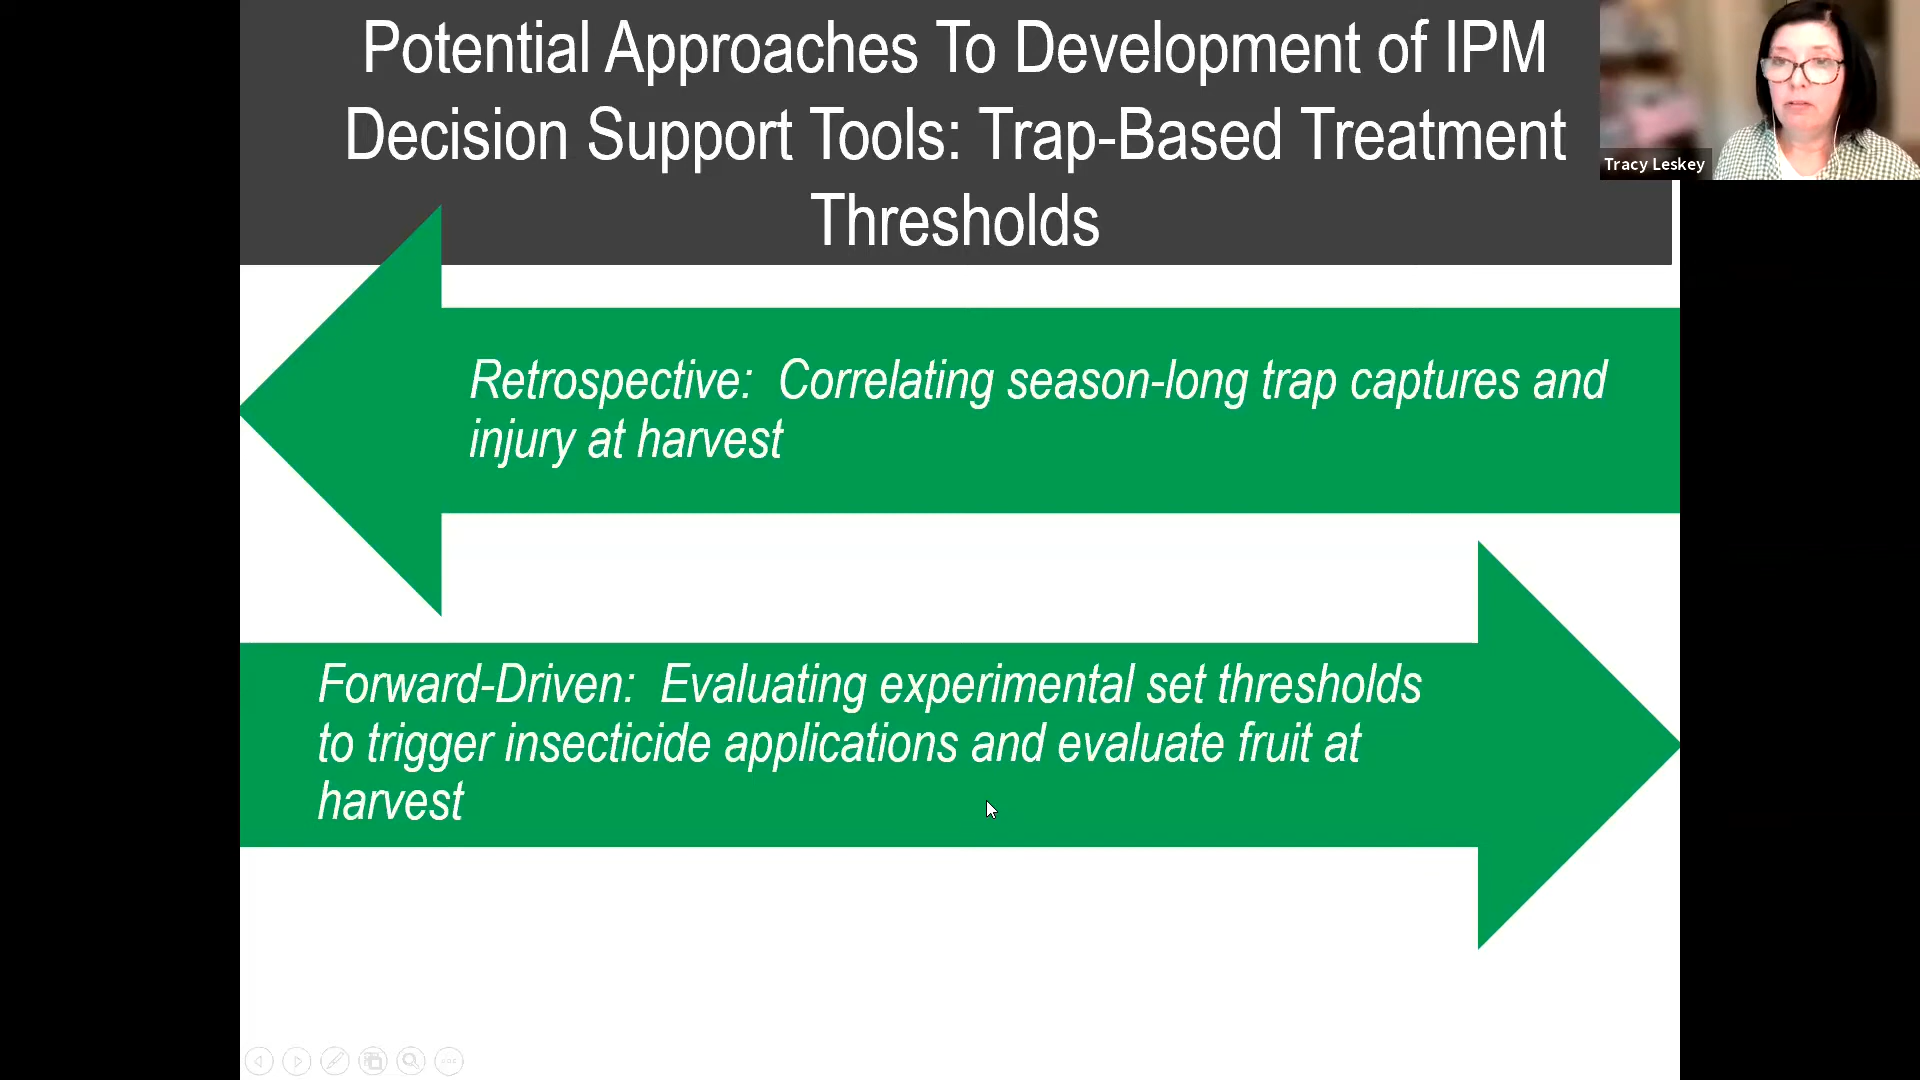 Potential Approaches To Development of IPM
Decision Support Tools: Trap-Based Treatment
Thresholds
Tracy Leskey
Retrospective:  Correlating season-long trap captures and
injury at harvest
Forward-Driven:  Evaluating experimental set thresholds
to trigger insecticide applications and evaluate fruit at
harvest